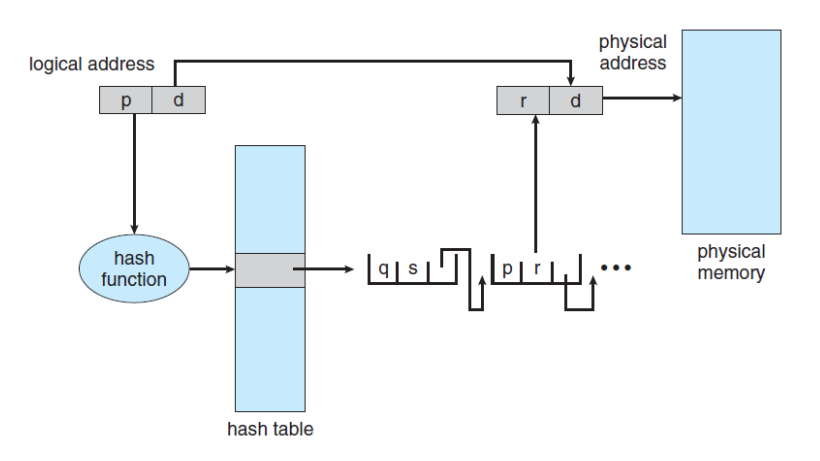 logical address
p d
physical
address
r d
hash
function
q s
p r
•••
physical
memory
hash table